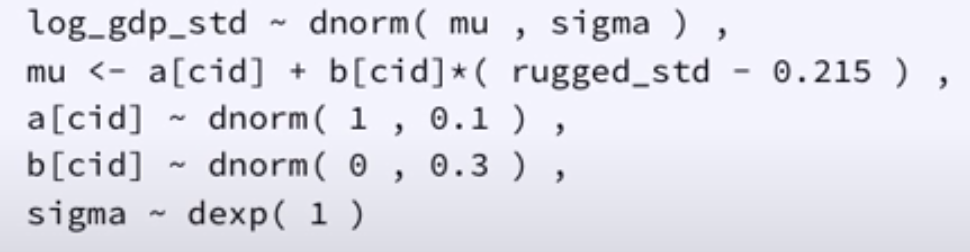 log_gdp_std ~ dnorm( mu , sigma ) ,
mu <- a[cid] + b[cid]*( rugged_std - 0.215 ) ,
a[cid] ~ dnorm( 1 , 0.1 ) ,
b[cid] ~ dnorm( 0 , 0.3 ) ,
sigma ~ dexp( 1 )